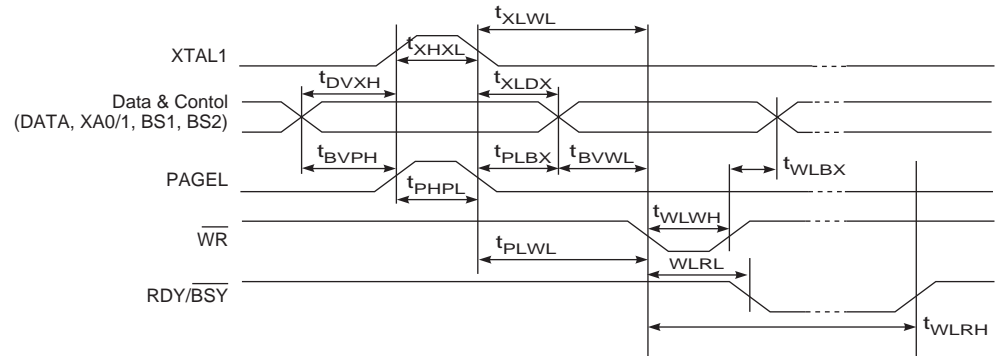 tXLWL
XTAL1
tXHXL
tDVXH
tXLDX
Data & Contol
(DATA, XA0/1, BS1, BS2)
tBVPH
tPLBX
tBVWL
tWLBX
PAGEL
tPHPL
tWLWH
WR
tPLWL
WLRL
RDY/BSY
tWLRH